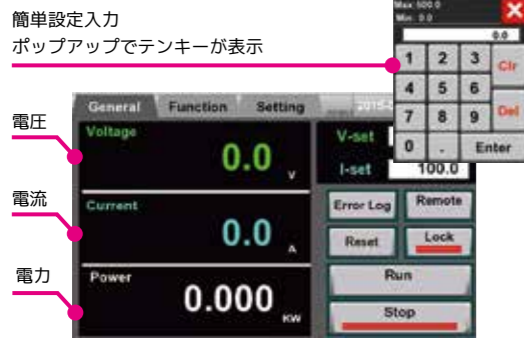 簡単設定入力
ポップアップでテンキーが表示
Max 500.0
Min 0.0
0.0
1 2 3 Clr
4 5 6
7 8 9 Del
0 . Enter
電圧
電流
電力
General Function Setting
Voltage
0.0 V
Current
0.0 A
Power
0.000 KW
V-set
I-set 100.0
Error Log Remote
Reset Lock
Run
Stop